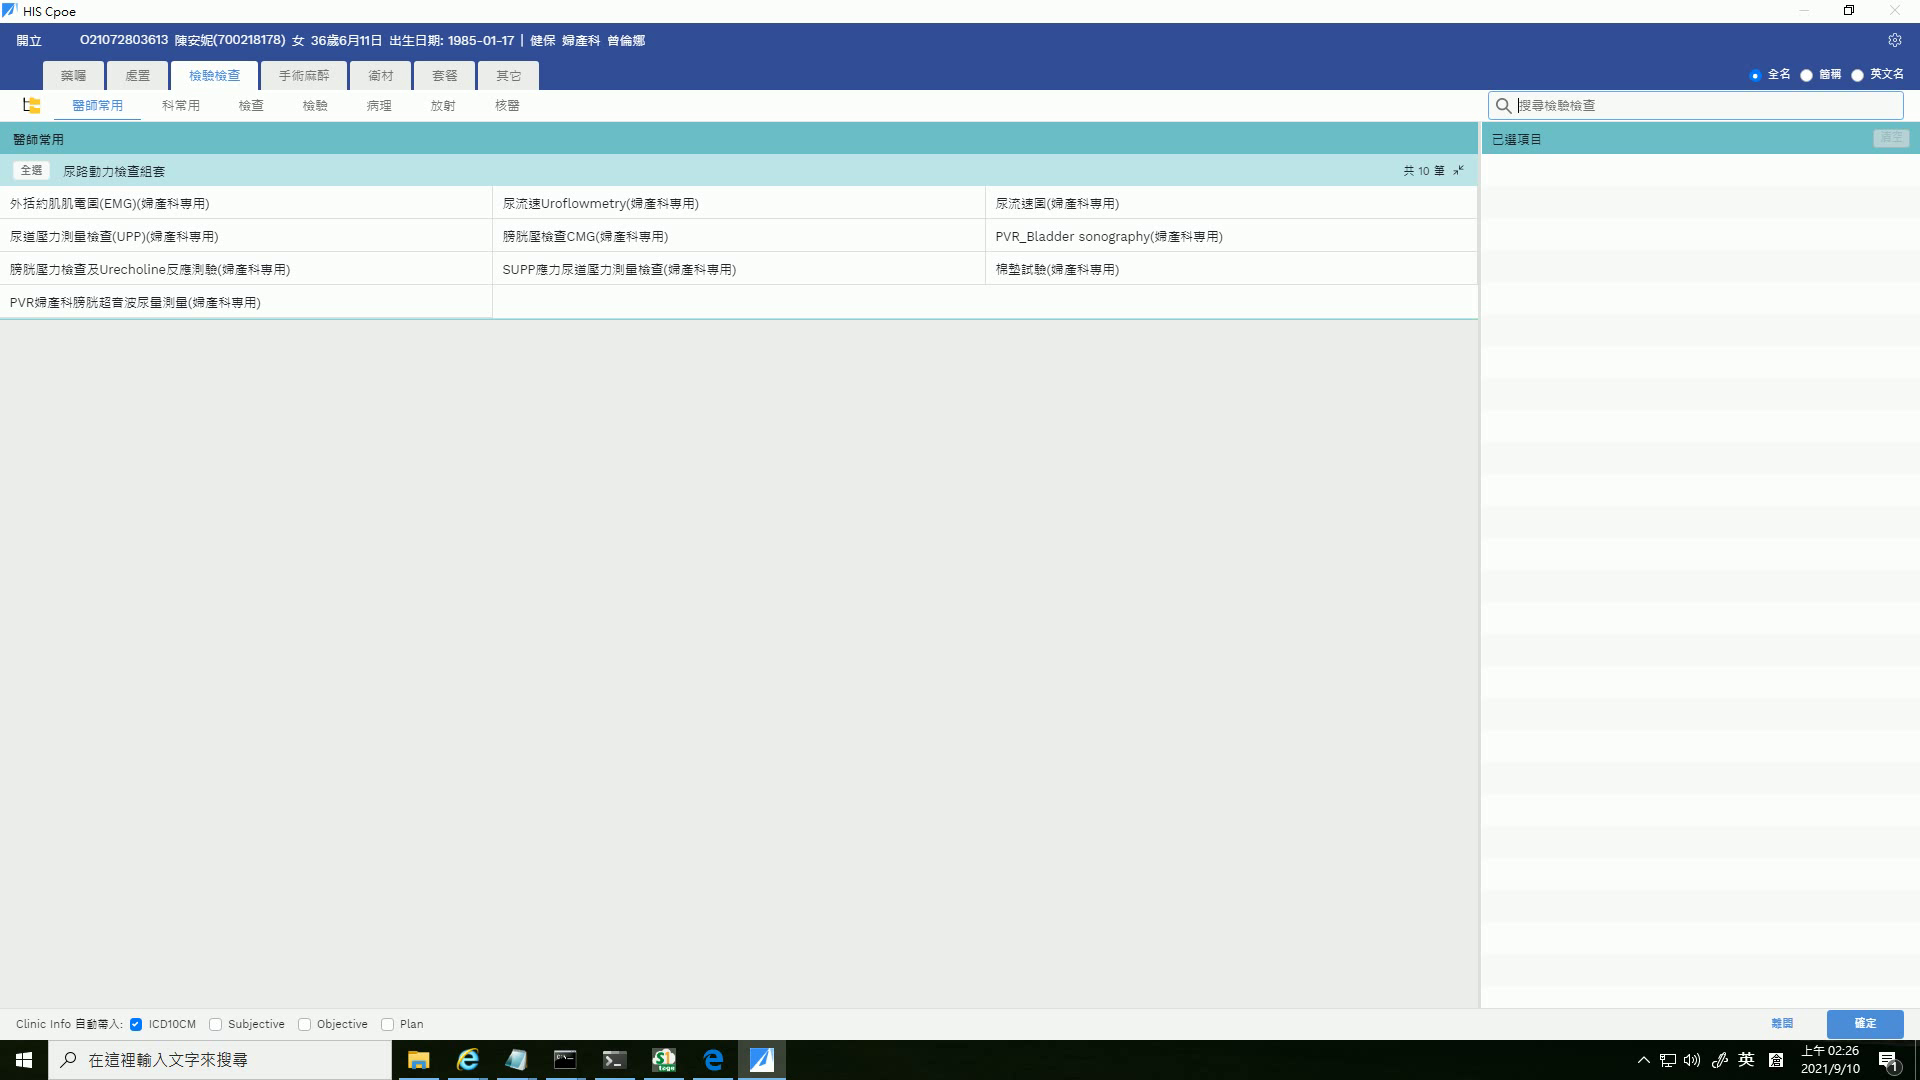 HIS Cpoe
開立 O21072803613 陳安妮(700218178) 女 36歲6月11日 出生日期: 1985-01-17 | 健保 婦產科 曾倫娜
藥囑 處置 檢驗檢查 手術麻醉 衛材 套餐 其它 全名 簡稱 英文名
醫師常用 科常用 檢查 檢驗 病理 放射 核醫 搜尋檢驗檢查
醫師常用 已選項目 清空
全選 尿路動力檢查組套 共 10 筆
外括約肌肌電圖(EMG)(婦產科專用) 尿流速Uroflowmetry(婦產科專用) 尿流速圖(婦產科專用)
尿道壓力測量檢查(UPP)(婦產科專用) 膀胱壓檢查CMG(婦產科專用) PVR_Bladder sonography(婦產科專用)
膀胱壓力檢查及Urecholine反應測驗(婦產科專用) SUPP應力尿道壓力測量檢查(婦產科專用) 棉墊試驗(婦產科專用)
PVR婦產科膀胱超音波尿量測量(婦產科專用)
Clinic Info 自動帶入: ICD10CM Subjective Objective Plan 離開 確定
在這裡輸入文字來搜尋 英 上午 02:26
2021/9/10 1